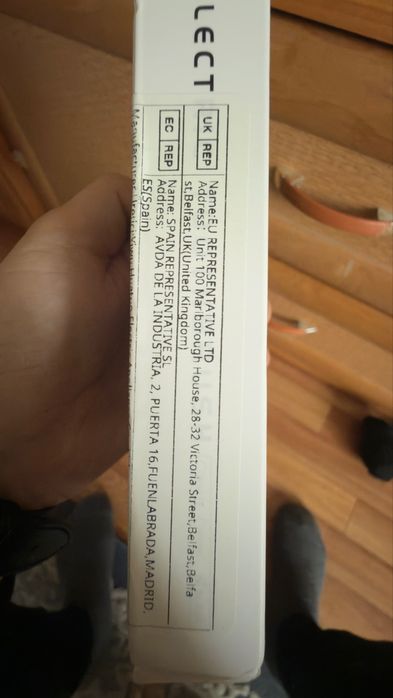 LECT
UK REP
Name:EU REPRESENTATIVE LTD
Address: Unit 100 Marlborough House, 28-32 Victoria Street,Belfast,Belfa
st,Belfast,UK(United Kingdom)
EC REP
Name: SPAIN REPRESENTATIVE SL
Address: AVDA DE LA INDUSTRIA. 2, PUERTA 16,FUENLABRADA,MADRID,
ES(Spain)
Manufacturer